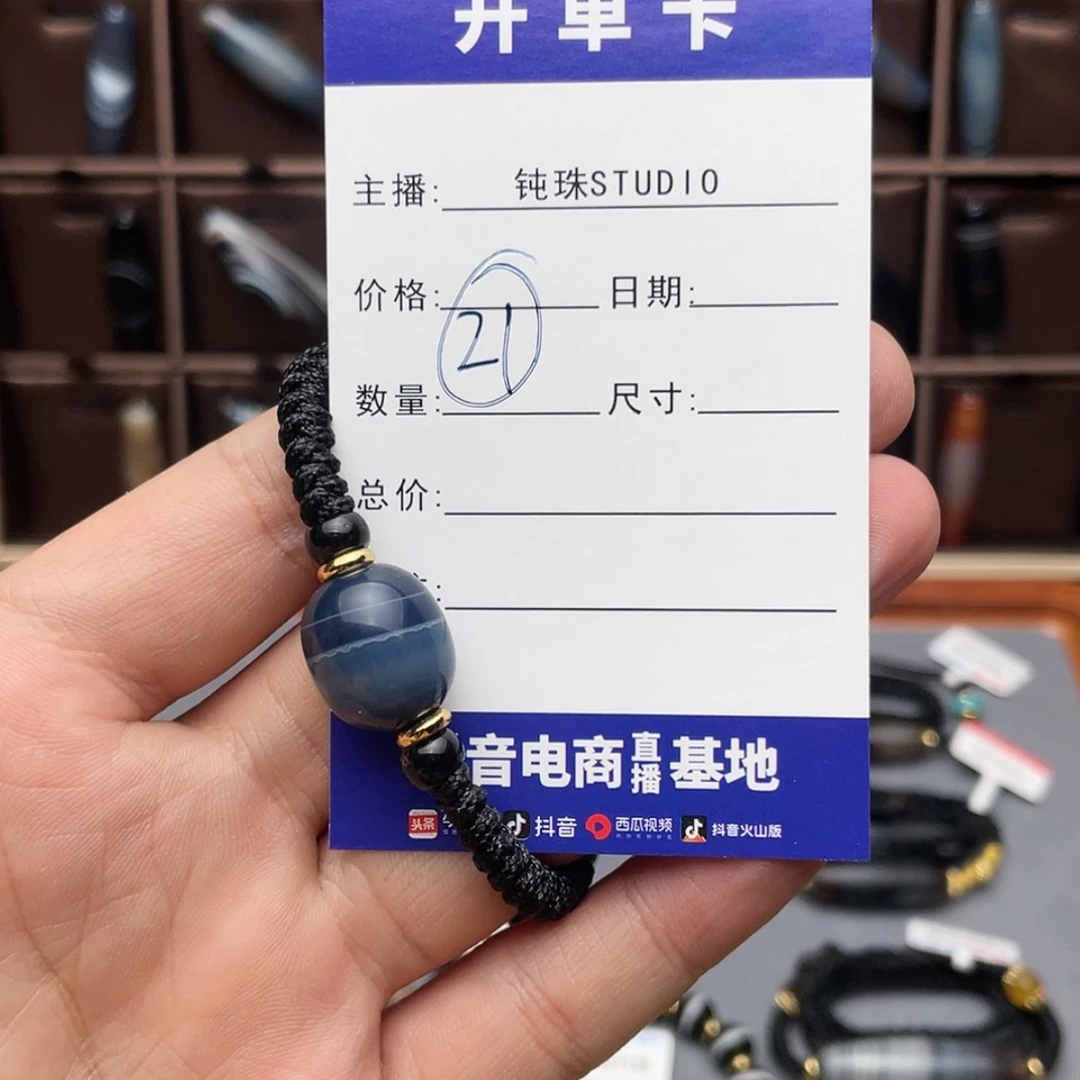 开单卡
主播: 钝珠STUDIO
价格: 日期:
21
数量: 尺寸:
总价:
:
音电商直播基地
头条 抖音 西瓜视频 抖音火山版